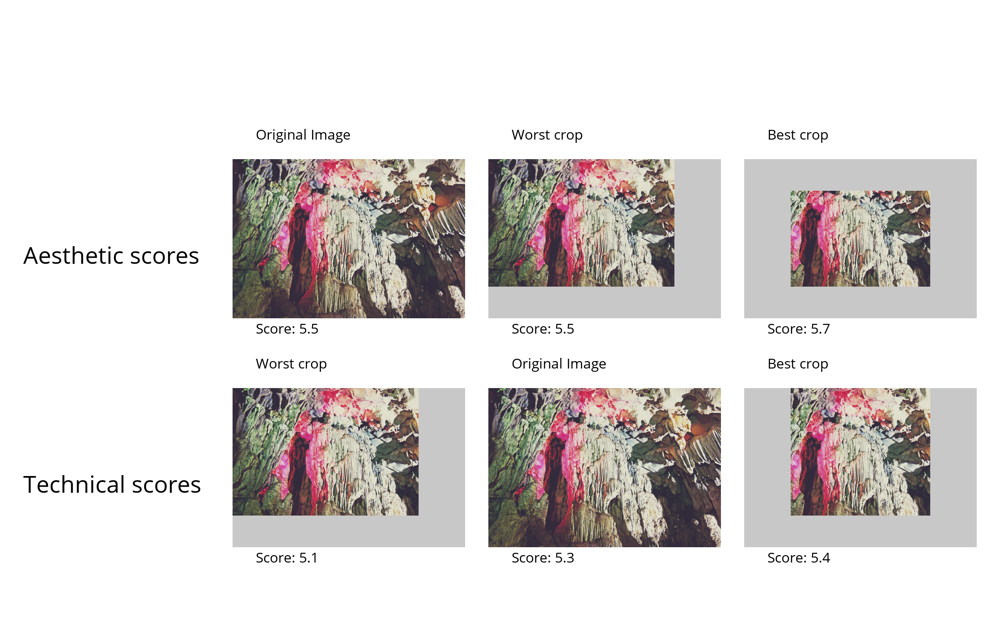 Original Image
Worst crop
Best crop
Aesthetic scores
Score: 5.5
Score: 5.5
Score: 5.7
Worst crop
Original Image
Best crop
Technical scores
Score: 5.1
Score: 5.3
Score: 5.4